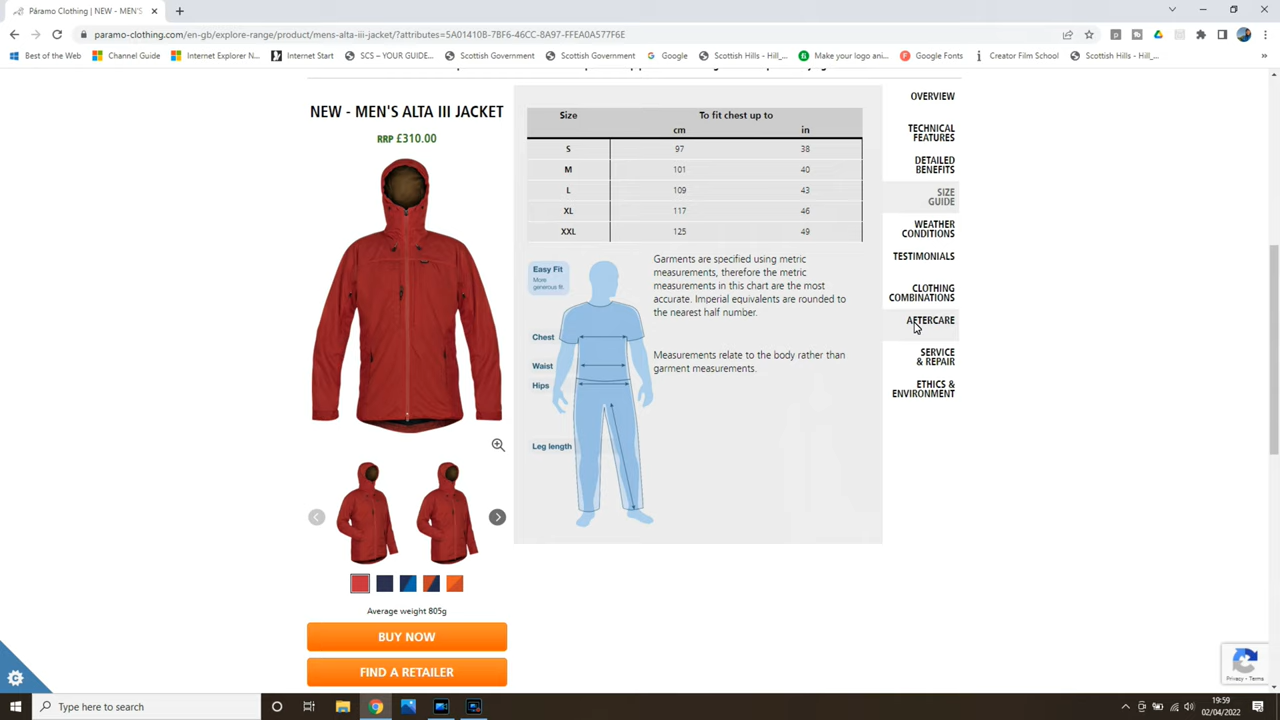 Páramo Clothing | NEW - MEN'S
paramo-clothing.com/en-gb/explore-range/product/mens-alta-iii-jacket/?attributes=5A01410B-7BF6-46CC-8A97-FFEA0A577F6E
Best of the Web
Channel Guide
Internet Explorer N...
Internet Start
SCS – YOUR GUIDE...
Scottish Government
Scottish Government
Google
Scottish Hills - Hill_...
Make your logo ani...
Google Fonts
Creator Film School
Scottish Hills - Hill_...
NEW - MEN'S ALTA III JACKET
RRP £310.00
Size
To fit chest up to
cm
in
S 97 38
M 101 40
L 109 43
XL 117 46
XXL 125 49
Easy Fit
More
generous fit.
Chest
Waist
Hips
Leg length
Garments are specified using metric
measurements, therefore the metric
measurements in this chart are the most
accurate. Imperial equivalents are rounded to
the nearest half number.
Measurements relate to the body rather than
garment measurements.
OVERVIEW
TECHNICAL
FEATURES
DETAILED
BENEFITS
SIZE
GUIDE
WEATHER
CONDITIONS
TESTIMONIALS
CLOTHING
COMBINATIONS
AFTERCARE
SERVICE
& REPAIR
ETHICS &
ENVIRONMENT
Average weight 805g
BUY NOW
FIND A RETAILER
Privacy - Terms
Type here to search
19:59
02/04/2022